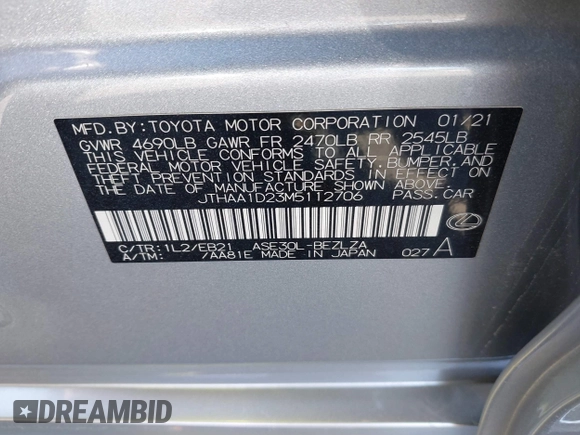 MFD.BY:TOYOTA MOTOR CORPORATION 01/21
GVWR 4690LB GAWR FR 2470LB RR 2545LB
THIS VEHICLE CONFORMS TO ALL APPLICABLE
FEDERAL MOTOR VEHICLE SAFETY,BUMPER,AND
THEFT PREVENTION STANDARDS IN EFFECT ON
THE DATE OF MANUFACTURE SHOWN ABOVE.
JTHAA1D23M5112706 PASS.CAR
C/TR:1L2/EB21 ASE30L-BEZLZA
A/TM: /AA81E MADE IN JAPAN 027 A
DREAMBID